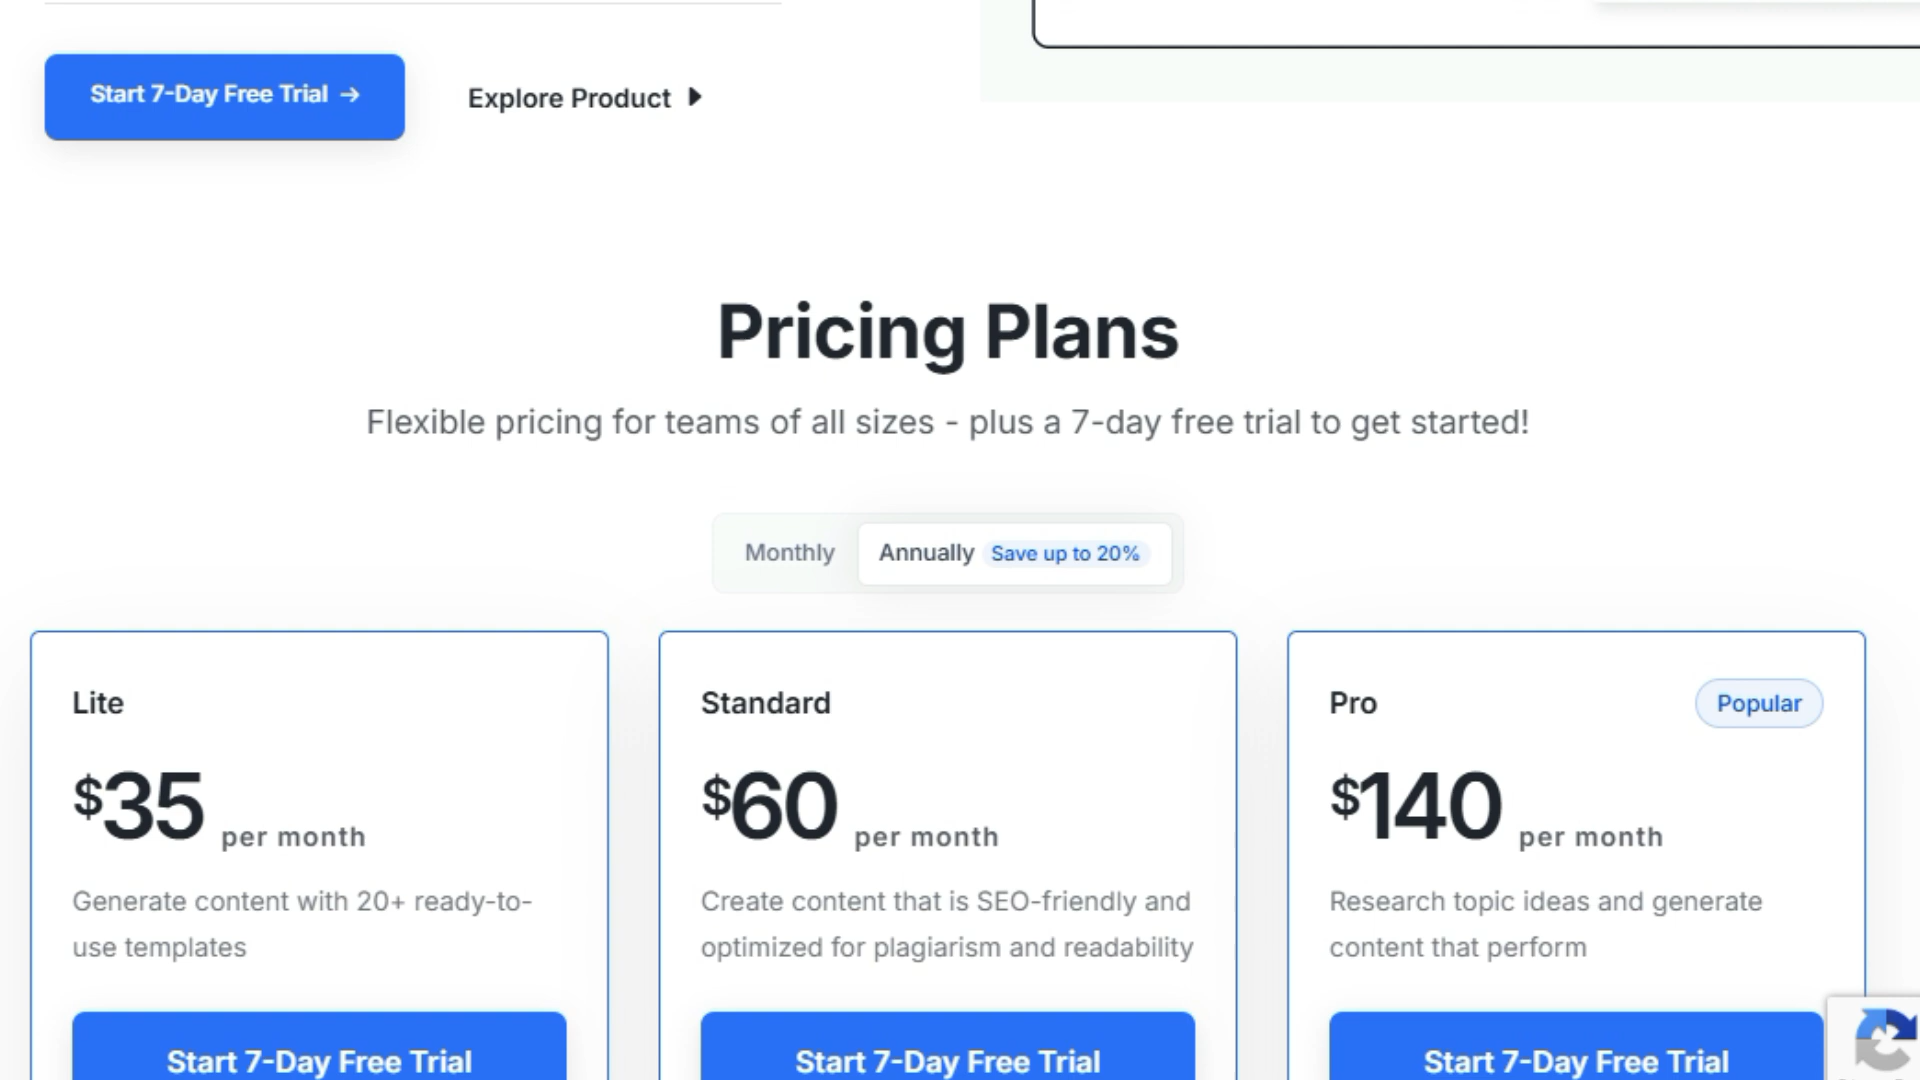 Start 7-Day Free Trial →
Explore Product
Pricing Plans
Flexible pricing for teams of all sizes - plus a 7-day free trial to get started!
Monthly
Annually Save up to 20%
Lite
$35 per month
Generate content with 20+ ready-to-
use templates
Start 7-Day Free Trial
Standard
$60 per month
Create content that is SEO-friendly and
optimized for plagiarism and readability
Start 7-Day Free Trial
Pro
Popular
$140 per month
Research topic ideas and generate
content that perform
Start 7-Day Free Trial